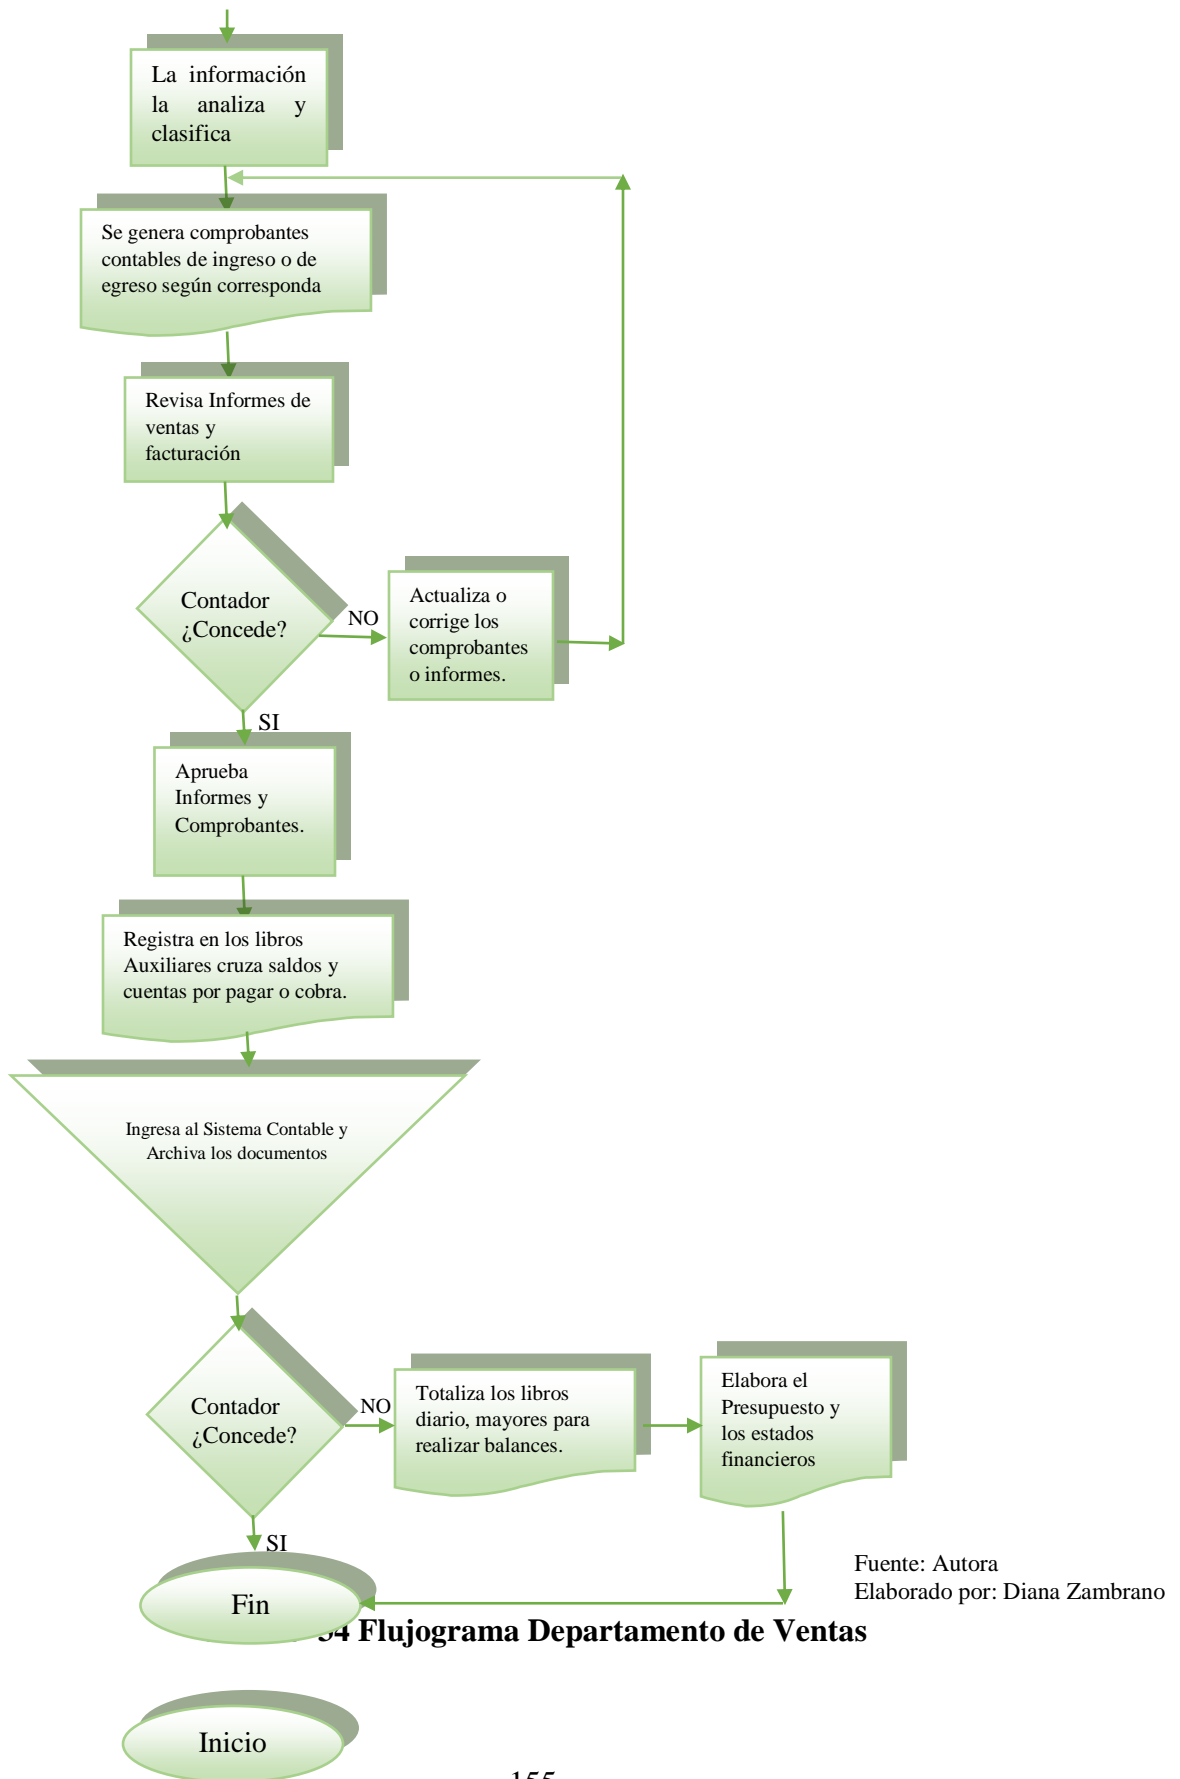 La información
la analiza y
clasifica
Se genera comprobantes
contables de ingreso o de
egreso según corresponda
Revisa Informes de
ventas y
facturación
Contador
¿Concede?
NO
Actualiza o
corrige los
comprobantes
o informes.
SI
Aprueba
Informes y
Comprobantes.
Registra en los libros
Auxiliares cruza saldos y
cuentas por pagar o cobra.
Ingresa al Sistema Contable y
Archiva los documentos
Contador
¿Concede?
NO
Totaliza los libros
diario, mayores para
realizar balances.
Elabora el
Presupuesto y
los estados
financieros
SI
Fin
Fuente: Autora
Elaborado por: Diana Zambrano
34 Flujograma Departamento de Ventas
Inicio
155